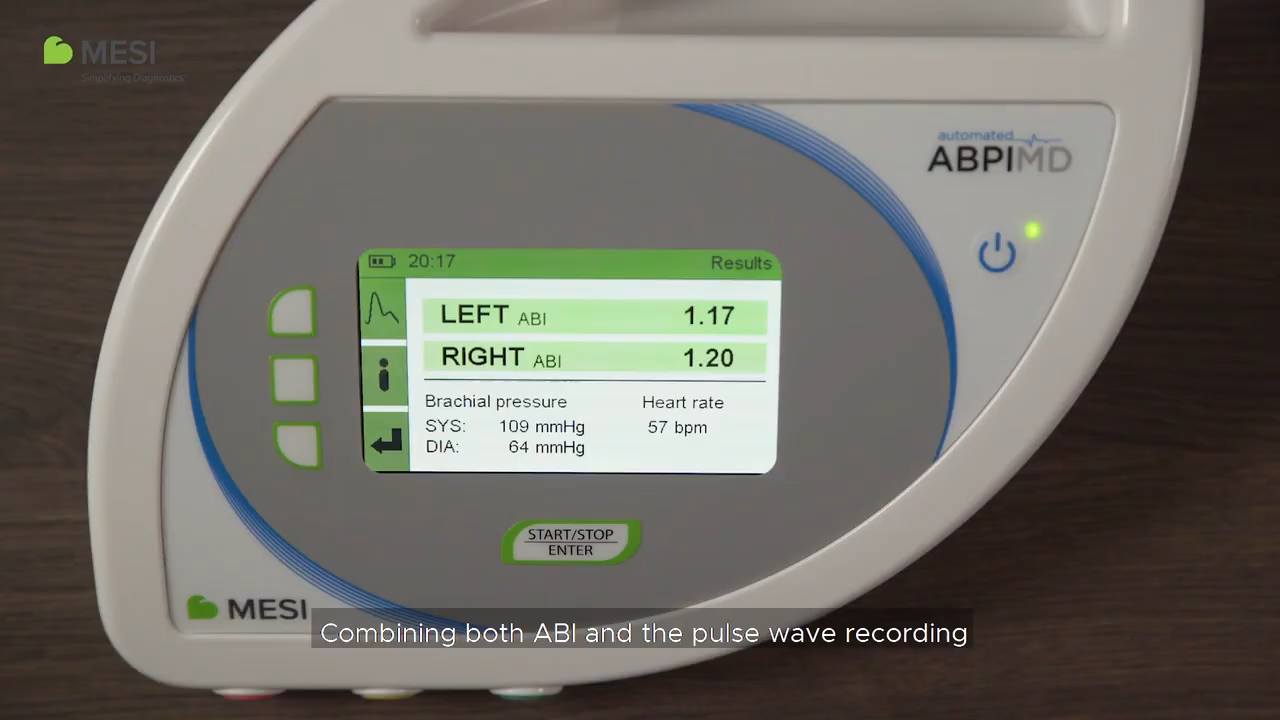 MESI
Simplifying Diagnostics
automated
ABPIMD
20:17 Results
LEFT ABI 1.17
RIGHT ABI 1.20
Brachial pressure Heart rate
SYS: 109 mmHg 57 bpm
DIA: 64 mmHg
START/STOP
ENTER
MESI
Combining both ABI and the pulse wave recording